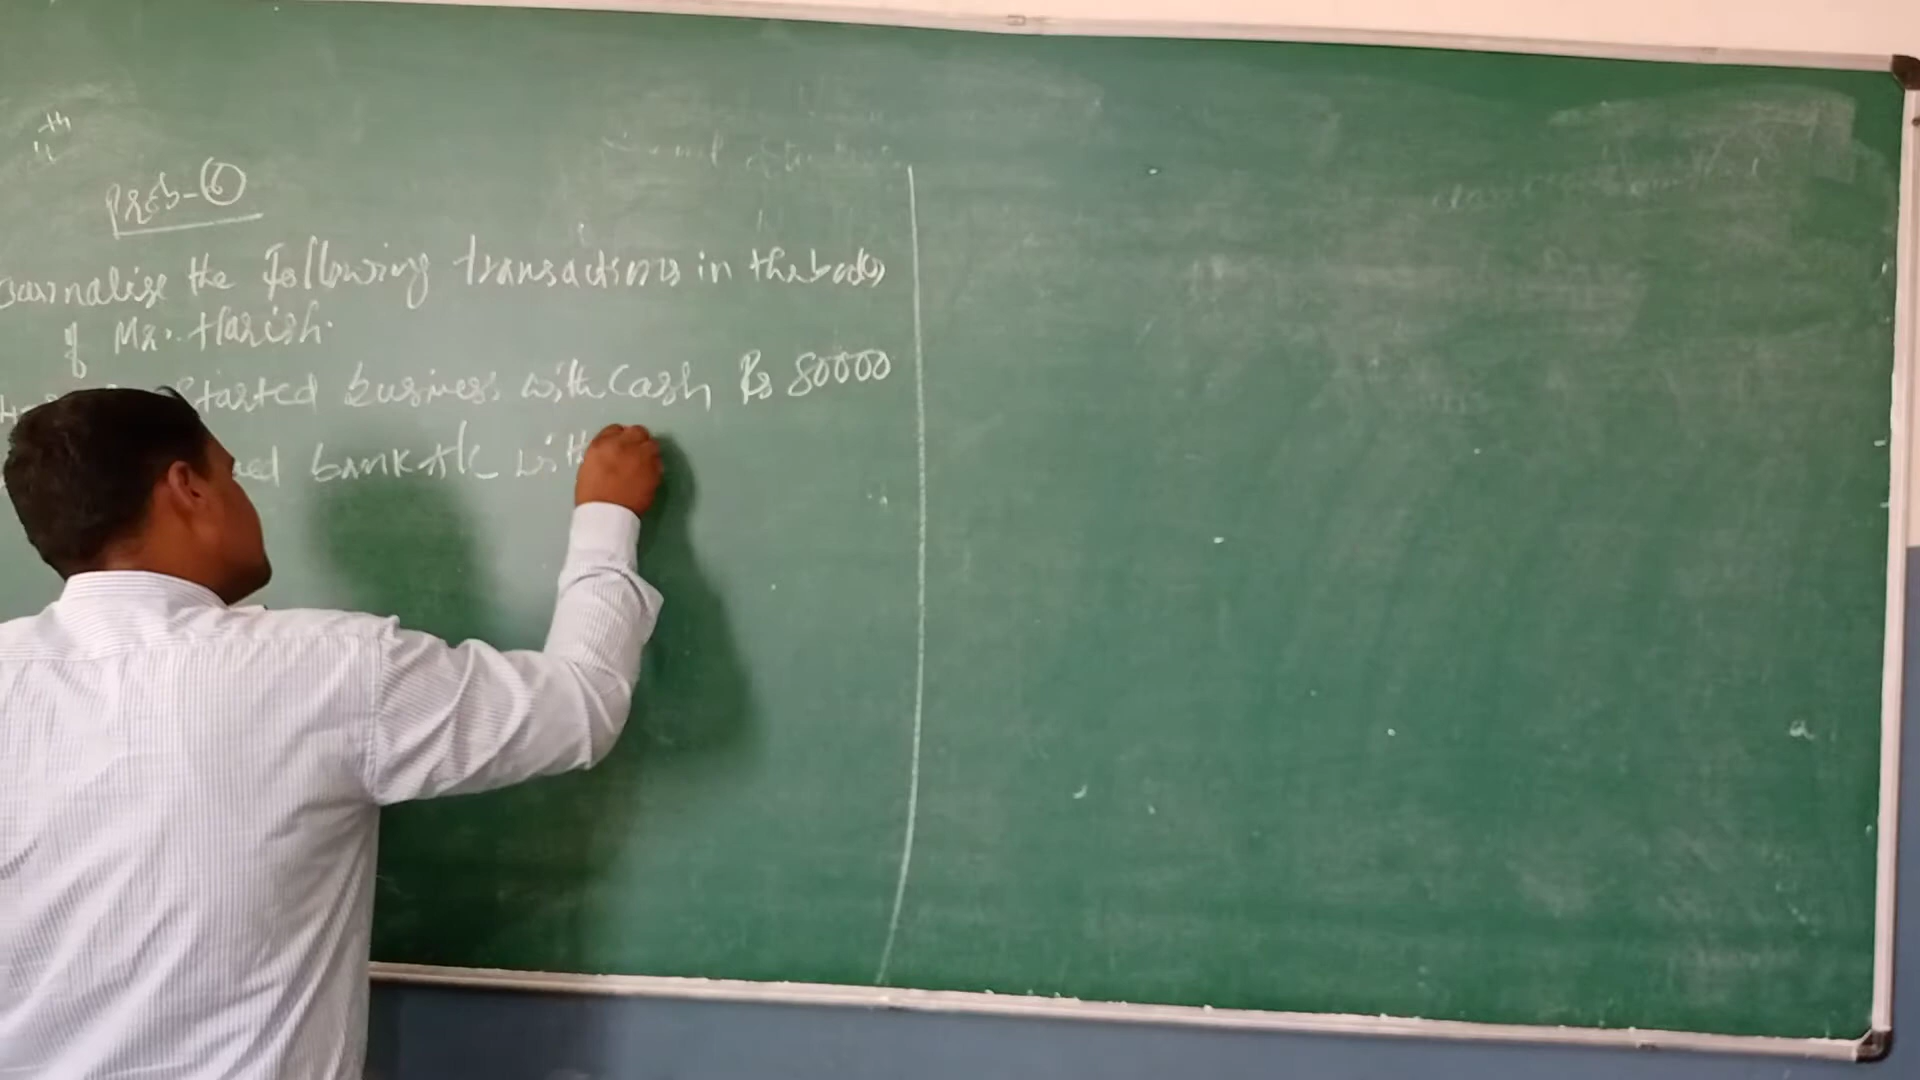 11th
Prob-6
Journalise the Following transactions in the books
of Mr. Harish.
started business with Cash Rs 80000
bank A/c with